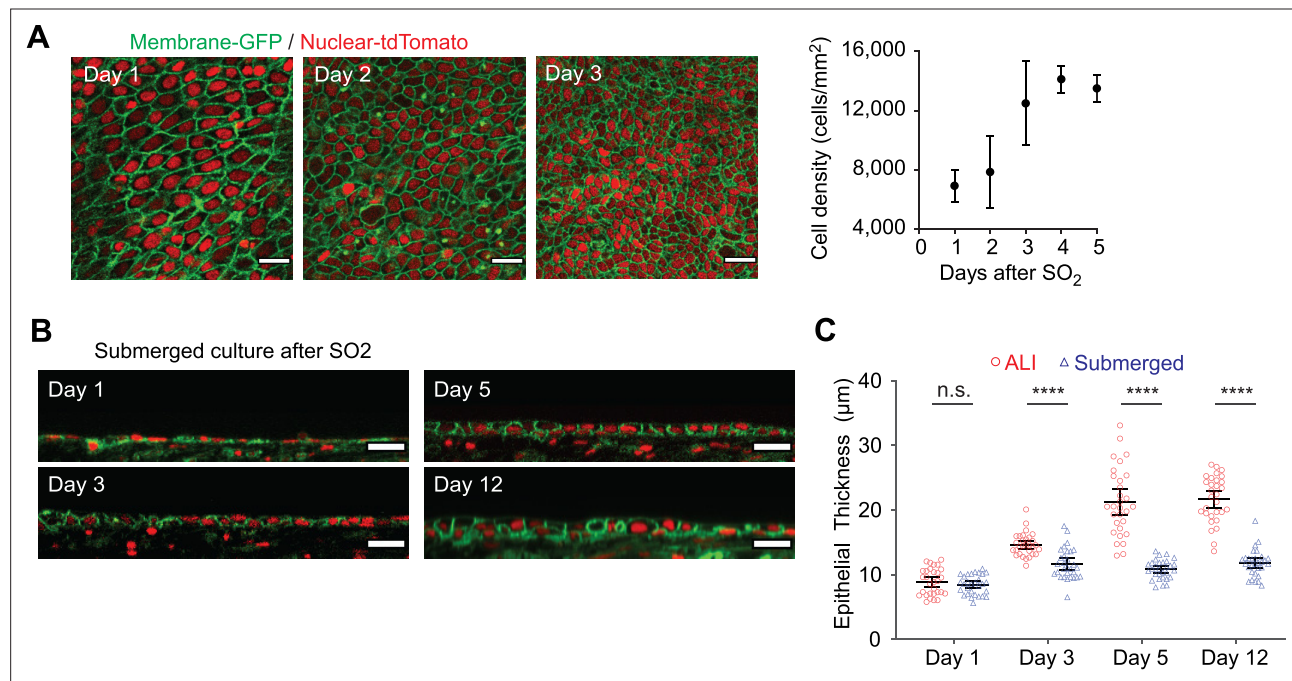 A
Membrane-GFP / Nuclear-tdTomato
Day 1
Day 2
Day 3
Cell density (cells/mm²)
16,000
12,000
8,000
4,000
0 1 2 3 4 5
Days after SO₂
B
Submerged culture after SO2
Day 1
Day 5
Day 3
Day 12
C
ALI Submerged
Epithelial Thickness (μm)
40
30
20
10
0
n.s. **** **** ****
Day 1 Day 3 Day 5 Day 12